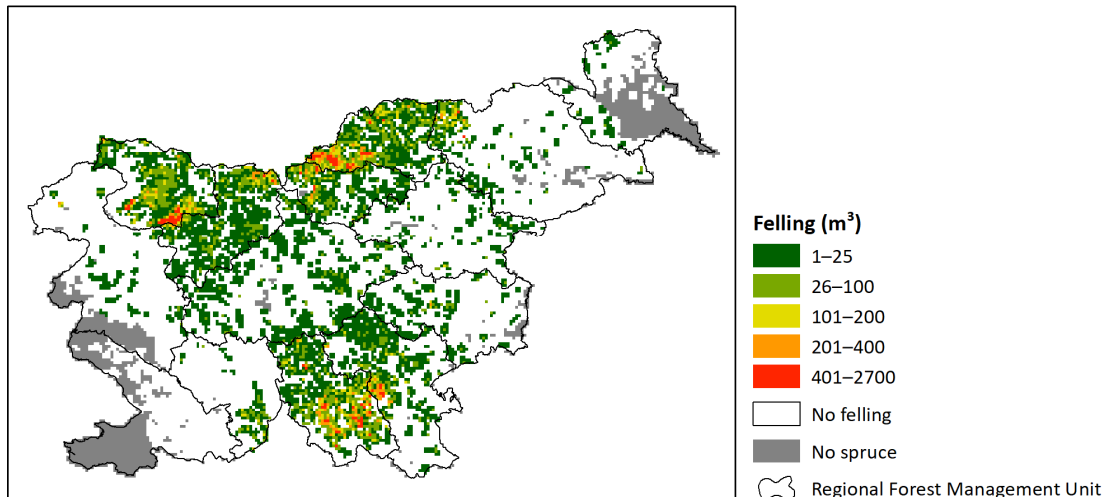 Felling (m³)
1–25
26–100
101–200
201–400
401–2700
No felling
No spruce
Regional Forest Management Unit